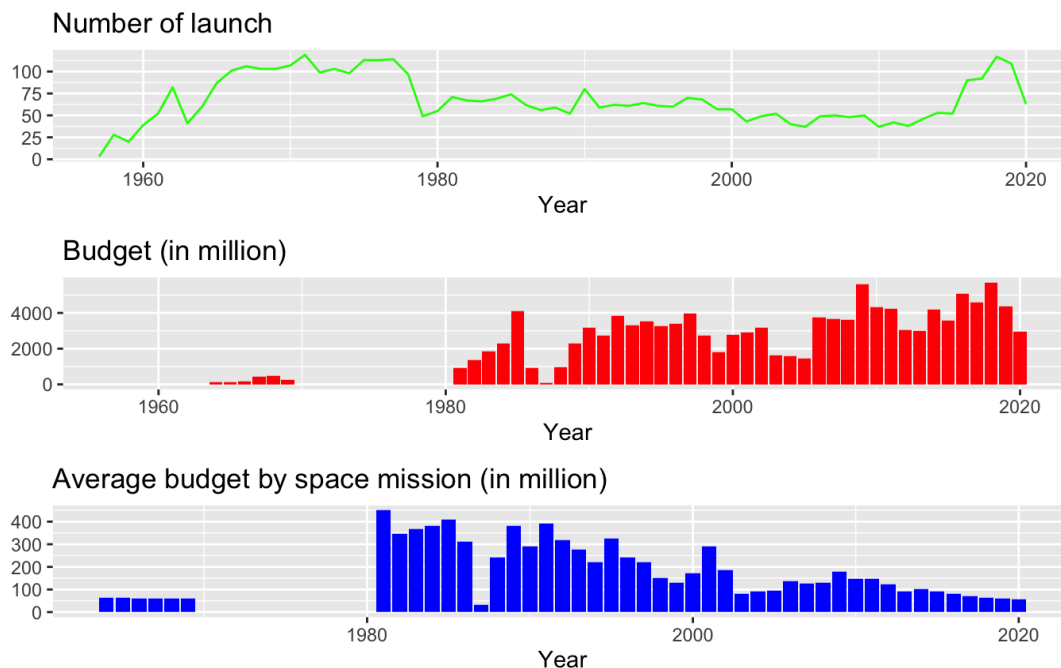 Number of launch
100
75
50
25
0
1960 1980 2000 2020
Year
Budget (in million)
4000
2000
0
1960 1980 2000 2020
Year
Average budget by space mission (in million)
400
300
200
100
0
1980 2000 2020
Year